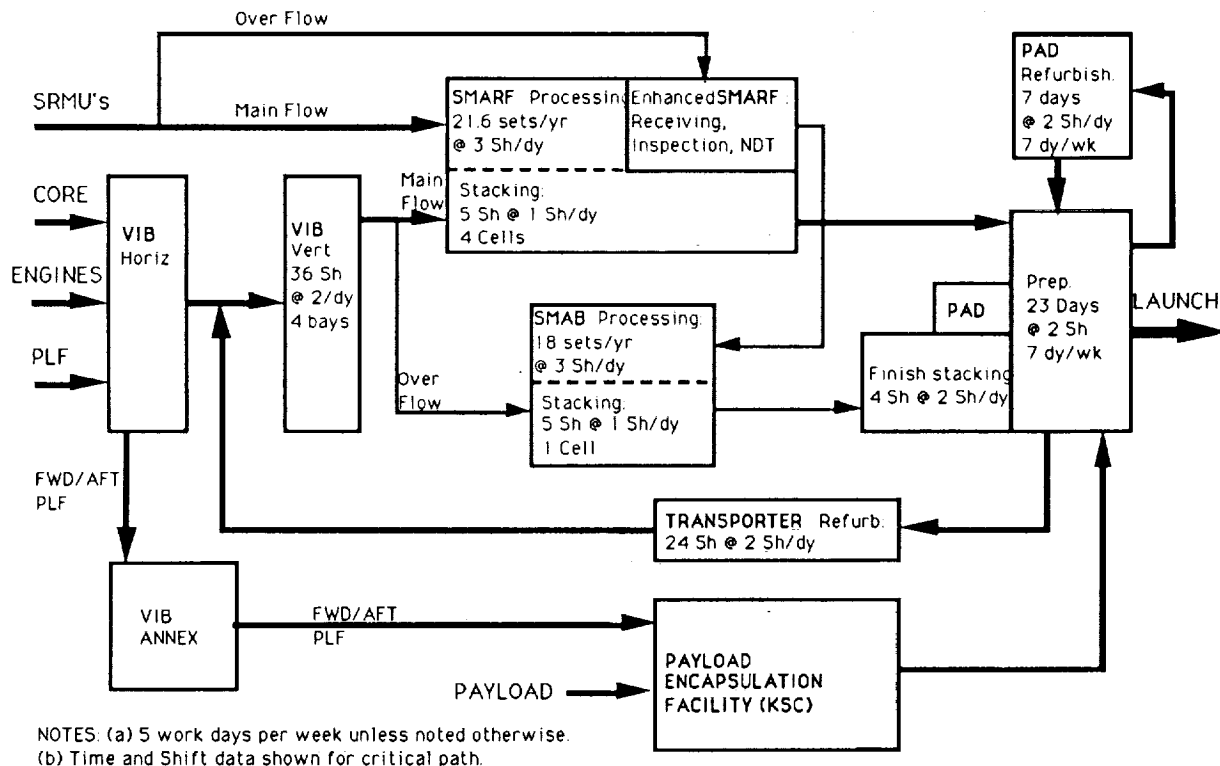 Over Flow
SRMU's
Main Flow
SMARF Processing
21.6 sets/yr
@ 3 Sh/dy
Enhanced SMARF:
Receiving,
Inspection, NDT
Stacking:
5 Sh @ 1 Sh/dy
4 Cells
PAD
Refurbish.
7 days
@ 2 Sh/dy
7 dy/wk
CORE
ENGINES
PLF
VIB
Horiz
VIB
Vert
36 Sh
@ 2/dy
4 bays
Main
Flow
Over
Flow
SMAB Processing:
18 sets/yr
@ 3 Sh/dy
Stacking:
5 Sh @ 1 Sh/dy
1 Cell
PAD
Finish stacking
4 Sh @ 2 Sh/dy
Prep.
23 Days
@ 2 Sh
7 dy/wk
LAUNCH
FWD/AFT
PLF
TRANSPORTER Refurb:
24 Sh @ 2 Sh/dy
VIB
ANNEX
FWD/AFT
PLF
PAYLOAD
PAYLOAD
ENCAPSULATION
FACILITY (KSC)
NOTES: (a) 5 work days per week unless noted otherwise.
(b) Time and Shift data shown for critical path.